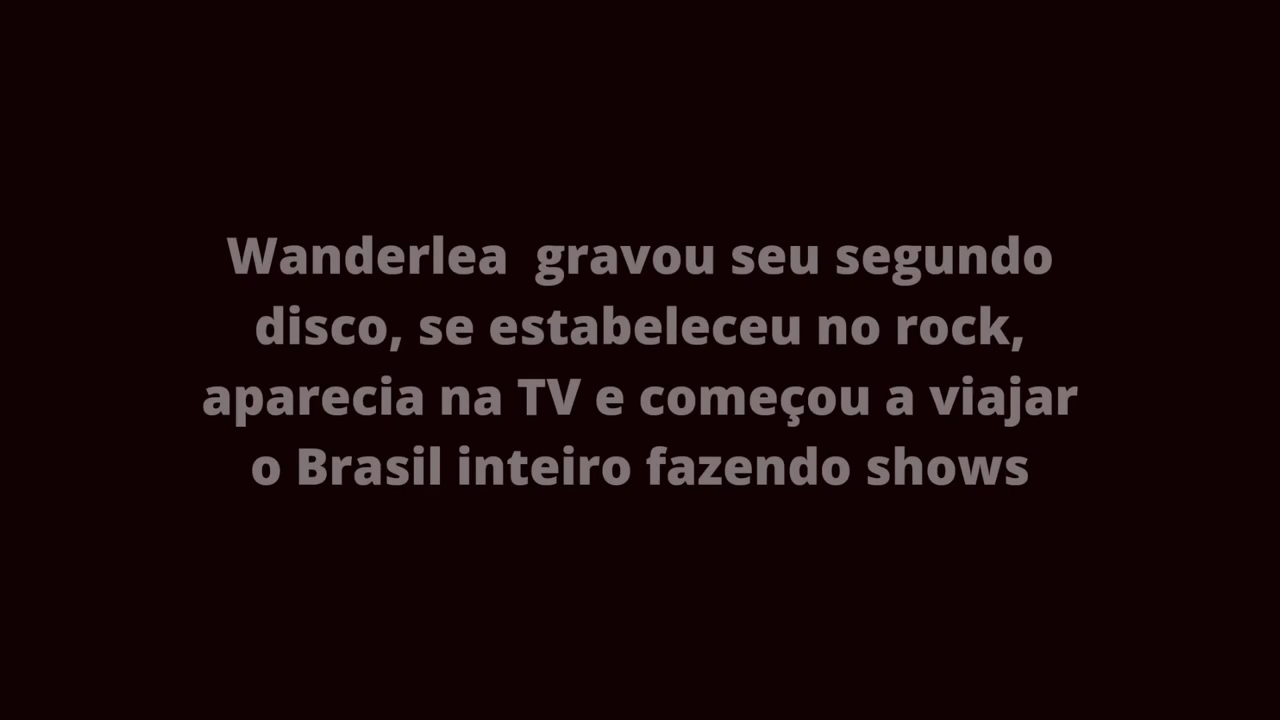 Wanderlea  gravou seu segundo
disco, se estabeleceu no rock,
aparecia na TV e começou a viajar
o Brasil inteiro fazendo shows